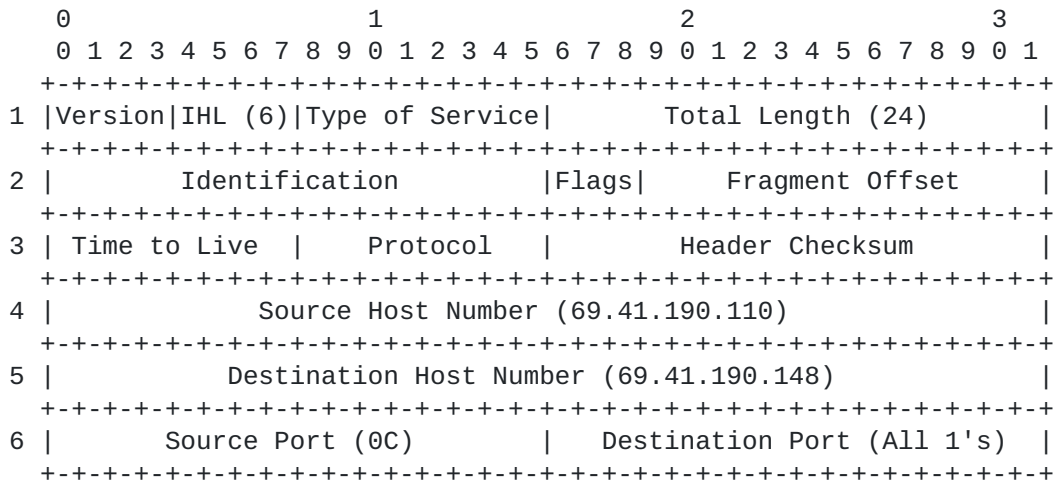 0                   1                   2                   3
    0 1 2 3 4 5 6 7 8 9 0 1 2 3 4 5 6 7 8 9 0 1 2 3 4 5 6 7 8 9 0 1
   +-+-+-+-+-+-+-+-+-+-+-+-+-+-+-+-+-+-+-+-+-+-+-+-+-+-+-+-+-+-+-+-+
1  |Version|IHL (6)|Type of Service|       Total Length (24)       |
   +-+-+-+-+-+-+-+-+-+-+-+-+-+-+-+-+-+-+-+-+-+-+-+-+-+-+-+-+-+-+-+-+
2  |        Identification         |Flags|     Fragment Offset     |
   +-+-+-+-+-+-+-+-+-+-+-+-+-+-+-+-+-+-+-+-+-+-+-+-+-+-+-+-+-+-+-+-+
3  | Time to Live  |    Protocol   |        Header Checksum        |
   +-+-+-+-+-+-+-+-+-+-+-+-+-+-+-+-+-+-+-+-+-+-+-+-+-+-+-+-+-+-+-+-+
4  |             Source Host Number (69.41.190.110)                |
   +-+-+-+-+-+-+-+-+-+-+-+-+-+-+-+-+-+-+-+-+-+-+-+-+-+-+-+-+-+-+-+-+
5  |           Destination Host Number (69.41.190.148)             |
   +-+-+-+-+-+-+-+-+-+-+-+-+-+-+-+-+-+-+-+-+-+-+-+-+-+-+-+-+-+-+-+-+
6  |       Source Port (0C)        |   Destination Port (All 1's)  |
   +-+-+-+-+-+-+-+-+-+-+-+-+-+-+-+-+-+-+-+-+-+-+-+-+-+-+-+-+-+-+-+-+